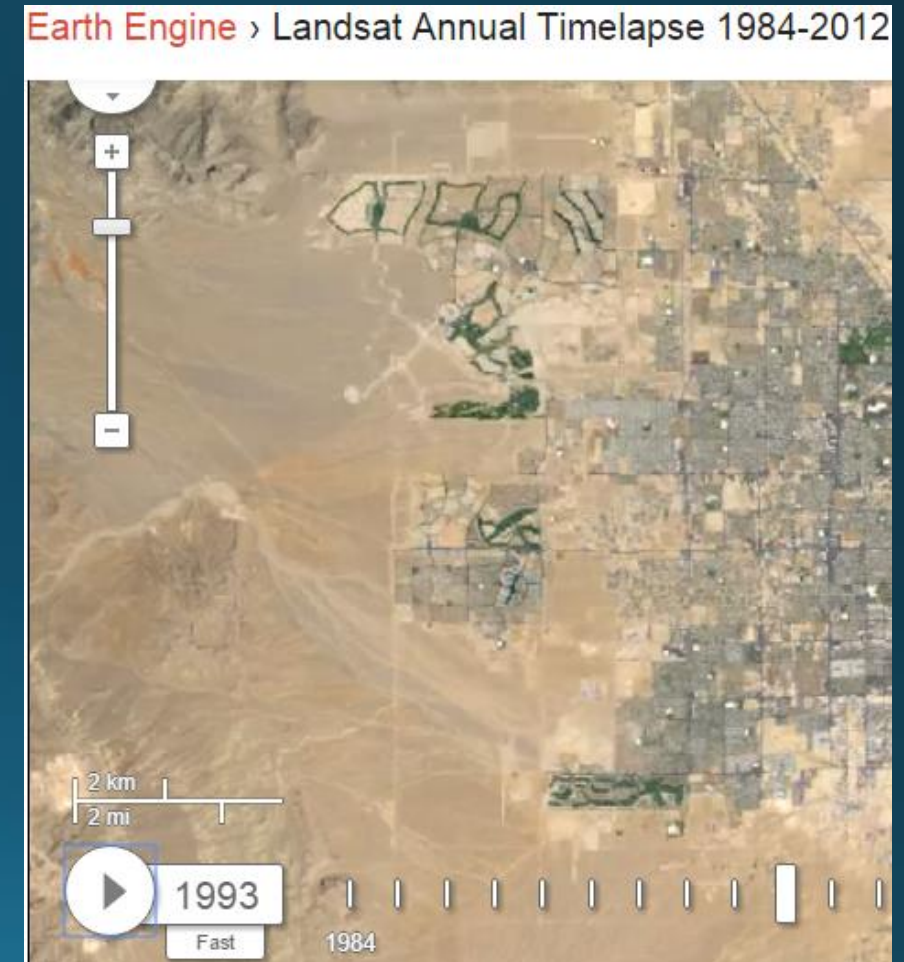 Earth Engine › Landsat Annual Timelapse 1984-2012
+
−
2 km
2 mi
1993
Fast
1984